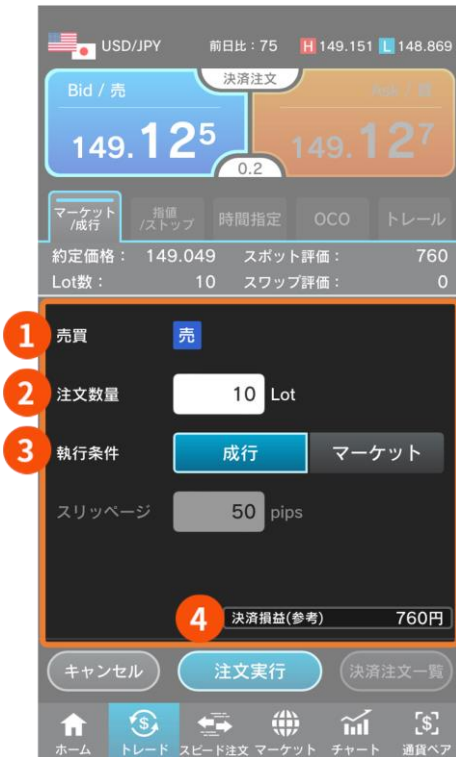 USD/JPY 前日比：75 H 149.151 L 148.869
決済注文
Bid / 売 Ask / 買
149.125 149.127
0.2
マーケット/成行 指値/ストップ 時間指定 OCO トレール
約定価格： 149.049 スポット評価： 760
Lot数： 10 スワップ評価： 0
1 売買 売
2 注文数量 10 Lot
3 執行条件 成行 マーケット
スリッページ 50 pips
4 決済損益(参考) 760円
キャンセル 注文実行 決済注文一覧
ホーム トレード スピード注文 マーケット チャート 通貨ペア